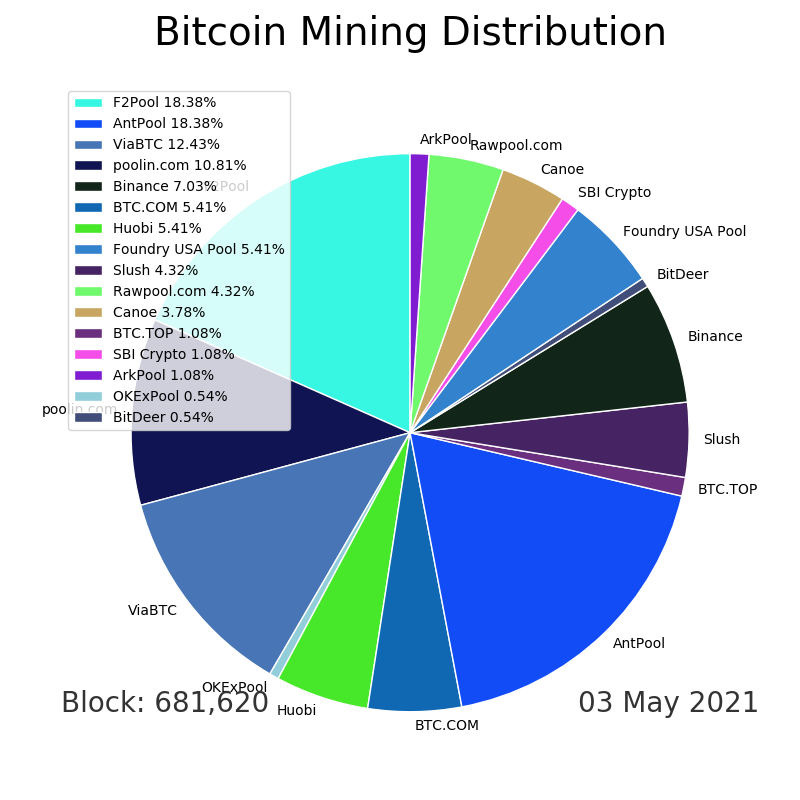 Bitcoin Mining Distribution
F2Pool 18.38%
AntPool 18.38%
ViaBTC 12.43%
poolin.com 10.81%
Binance 7.03%
BTC.COM 5.41%
Huobi 5.41%
Foundry USA Pool 5.41%
Slush 4.32%
Rawpool.com 4.32%
Canoe 3.78%
BTC.TOP 1.08%
SBI Crypto 1.08%
ArkPool 1.08%
OKExPool 0.54%
BitDeer 0.54%
ArkPool
Rawpool.com
Canoe
SBI Crypto
Foundry USA Pool
BitDeer
Binance
Slush
BTC.TOP
AntPool
BTC.COM
Huobi
OKExPool
ViaBTC
poolin.com
F2Pool
Block: 681,620
03 May 2021